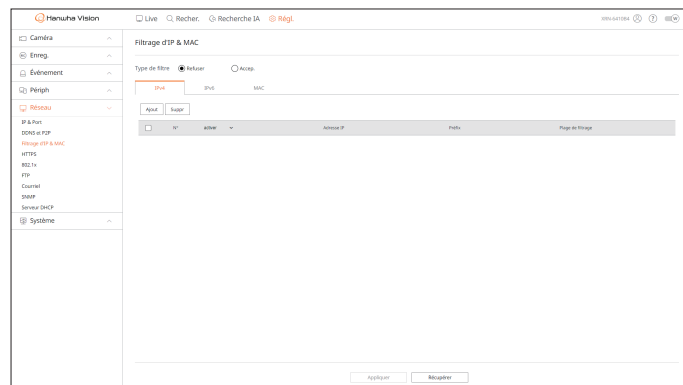 Hanwha Vision
Live Recher. Recherche IA Régl.
XRN-6410B4
Caméra
Enreg.
Événement
Périph
Réseau
IP & Port
DDNS et P2P
Filtrage d'IP & MAC
HTTPS
802.1x
FTP
Courriel
SNMP
Serveur DHCP
Système
Filtrage d'IP & MAC
Type de filtre Refuser Accep.
IPv4 IPv6 MAC
Ajout Suppr
N° Activer Adresse IP Préfix Plage de filtrage
Appliquer Récupérer